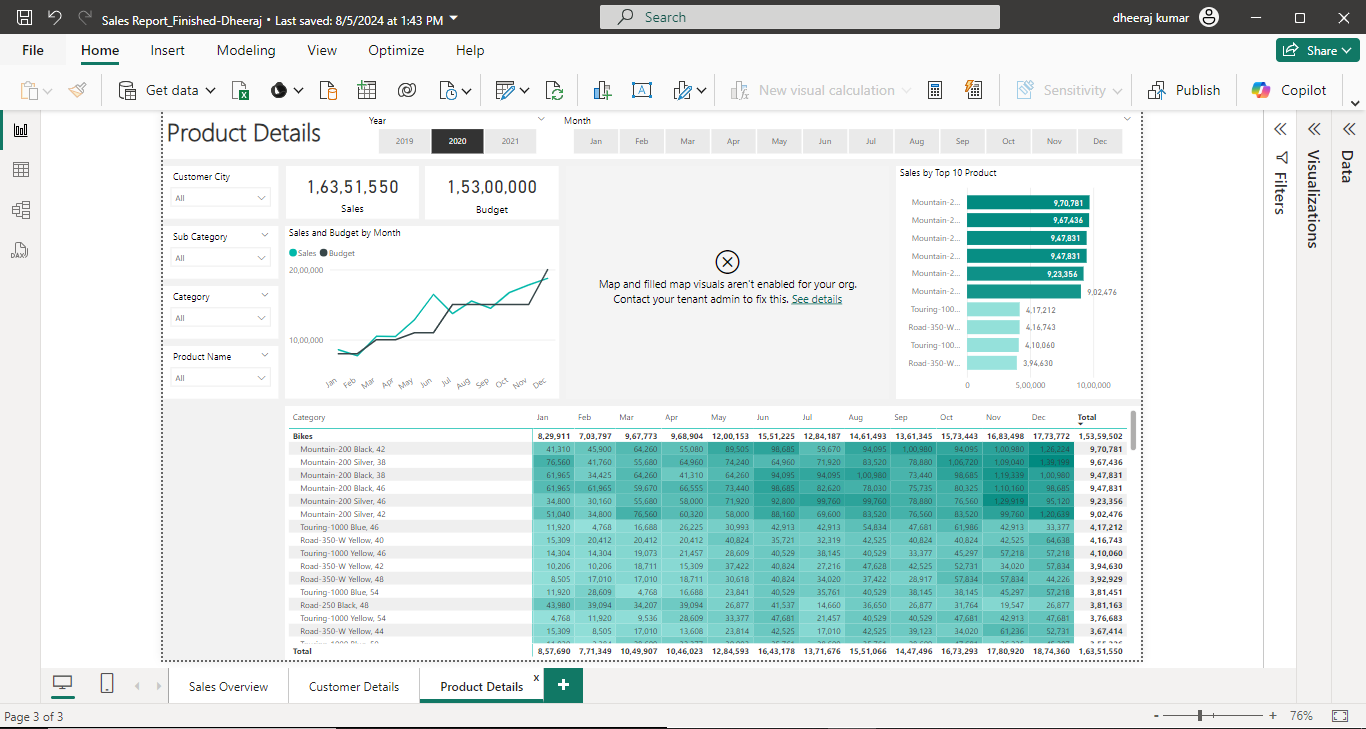 Sales Report_Finished-Dheeraj • Last saved: 8/5/2024 at 1:43 PM
Search
dheeraj kumar
File Home Insert Modeling View Optimize Help
Share
Get data
New visual calculation
Sensitivity
Publish
Copilot
Product Details
Year
2019 2020 2021
Month
Jan Feb Mar Apr May Jun Jul Aug Sep Oct Nov Dec
Customer City
All
Sub Category
All
Category
All
Product Name
All
1,63,51,550
Sales
1,53,00,000
Budget
Sales and Budget by Month
Sales Budget
20,00,000
10,00,000
Jan Feb Mar Apr May Jun Jul Aug Sep Oct Nov Dec
Map and filled map visuals aren't enabled for your org.
Contact your tenant admin to fix this. See details
Sales by Top 10 Product
Mountain-2... 9,70,781
Mountain-2... 9,67,436
Mountain-2... 9,47,831
Mountain-2... 9,47,831
Mountain-2... 9,23,356
Mountain-2... 9,02,476
Touring-100... 4,17,212
Road-350-W... 4,16,743
Touring-100... 4,10,060
Road-350-W... 3,94,630
0 5,00,000 10,00,000
Category Jan Feb Mar Apr May Jun Jul Aug Sep Oct Nov Dec Total
Bikes 8,29,911 7,03,797 9,67,773 9,68,904 12,00,153 15,51,225 12,84,187 14,61,493 13,61,345 15,73,443 16,83,498 17,73,772 1,53,59,502
Mountain-200 Black, 42 41,310 45,900 64,260 55,080 89,505 98,685 59,670 94,095 1,00,980 94,095 1,00,980 1,26,224 9,70,781
Mountain-200 Silver, 38 76,560 41,760 55,680 64,960 74,240 64,960 71,920 83,520 78,880 1,06,720 1,09,040 9,67,436
Mountain-200 Black, 38 61,965 34,425 64,260 41,310 64,260 94,095 94,095 1,00,980 73,440 98,685 1,19,339 1,00,980 9,47,831
Mountain-200 Black, 46 61,965 61,965 59,670 66,555 73,440 98,685 82,620 78,030 75,735 80,325 1,10,160 98,685 9,47,831
Mountain-200 Silver, 46 34,800 30,160 55,680 58,000 71,920 92,800 99,760 99,760 78,880 76,560 1,29,919 95,120 9,23,356
Mountain-200 Silver, 42 51,040 34,800 76,560 60,320 58,000 88,160 69,600 83,520 76,560 83,520 99,760 1,20,638 9,02,476
Touring-1000 Blue, 46 11,920 4,768 16,688 26,225 30,993 42,913 42,913 54,834 47,681 61,986 42,913 33,377 4,17,212
Road-350-W Yellow, 40 15,309 20,412 20,412 20,412 40,824 35,721 32,319 42,525 40,824 40,824 42,525 64,638 4,16,743
Touring-1000 Yellow, 46 14,304 14,304 19,073 21,457 28,609 40,529 38,145 40,529 33,377 45,297 57,218 57,218 4,10,060
Road-350-W Yellow, 42 10,206 10,206 18,711 15,309 37,422 40,824 27,216 47,628 42,525 52,731 34,020 57,834 3,94,630
Road-350-W Yellow, 48 8,505 17,010 17,010 18,711 30,618 40,824 34,020 37,422 28,917 57,834 57,834 44,226 3,92,929
Touring-1000 Blue, 54 11,920 28,609 4,768 16,688 23,841 40,529 35,761 40,529 38,145 38,145 45,297 57,218 3,81,451
Road-250 Black, 48 43,980 39,094 34,207 39,094 26,877 41,537 14,660 36,650 26,877 31,764 19,547 26,877 3,81,163
Touring-1000 Yellow, 54 4,768 11,920 9,536 28,609 33,377 47,681 21,457 40,529 40,529 47,681 42,913 47,681 3,76,683
Road-350-W Yellow, 44 15,309 8,505 17,010 13,608 23,814 42,525 17,010 42,525 39,123 34,020 61,236 52,731 3,67,414
Total 8,57,690 7,71,349 10,49,907 10,46,023 12,84,593 16,43,178 13,71,676 15,51,066 14,47,496 16,73,293 17,80,920 18,74,360 1,63,51,550
Filters
Visualizations
Data
DAX
Sales Overview Customer Details Product Details x +
Page 3 of 3
- + 76%